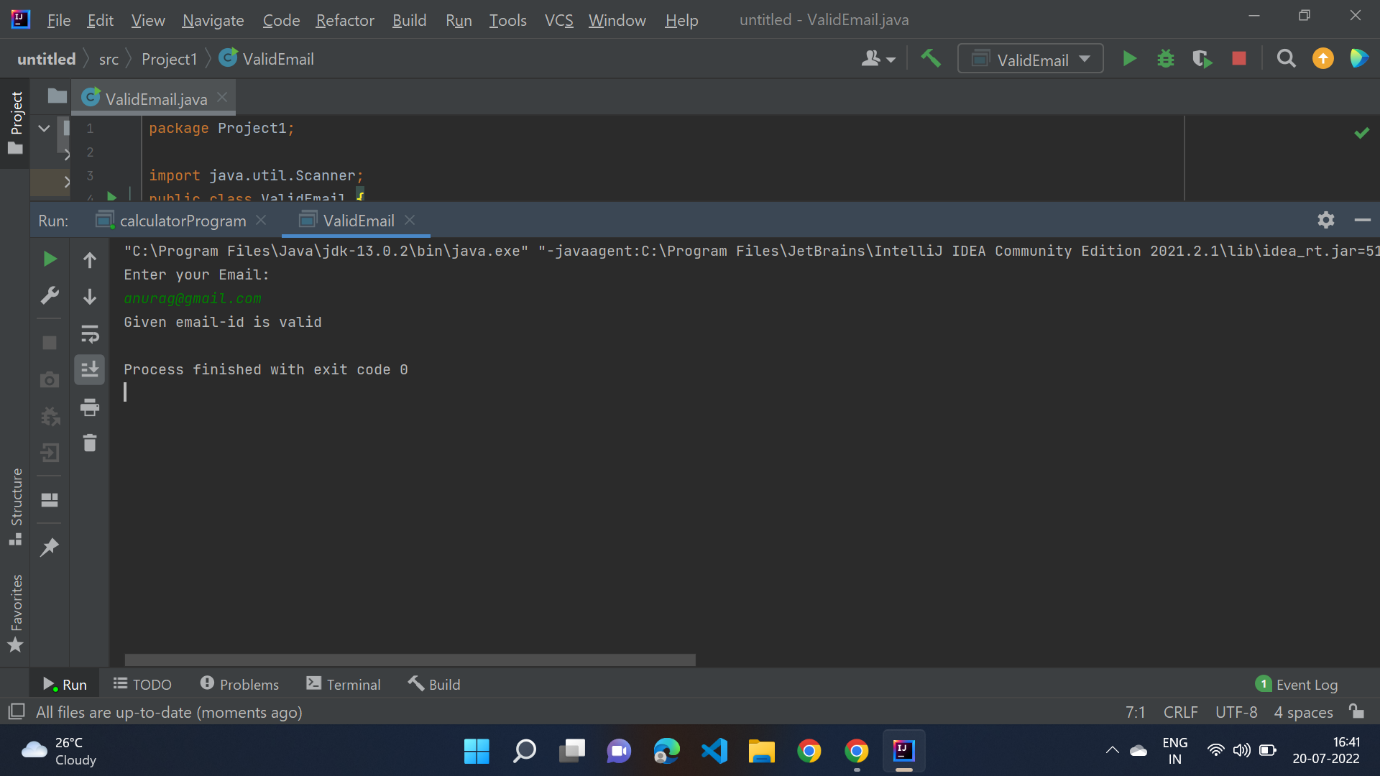 File Edit View Navigate Code Refactor Build Run Tools VCS Window Help untitled - ValidEmail.java
untitled src Project1 ValidEmail ValidEmail
Project
ValidEmail.java
1 package Project1;
2
3 import java.util.Scanner;
4 public class ValidEmail {
Run: calculatorProgram ValidEmail
"C:\Program Files\Java\jdk-13.0.2\bin\java.exe" "-javaagent:C:\Program Files\JetBrains\IntelliJ IDEA Community Edition 2021.2.1\lib\idea_rt.jar=51
Enter your Email:
anurag@gmail.com
Given email-id is valid
Process finished with exit code 0
Structure
Favorites
Run TODO Problems Terminal Build 1 Event Log
All files are up-to-date (moments ago) 7:1 CRLF UTF-8 4 spaces
26°C
Cloudy
ENG
IN
16:41
20-07-2022